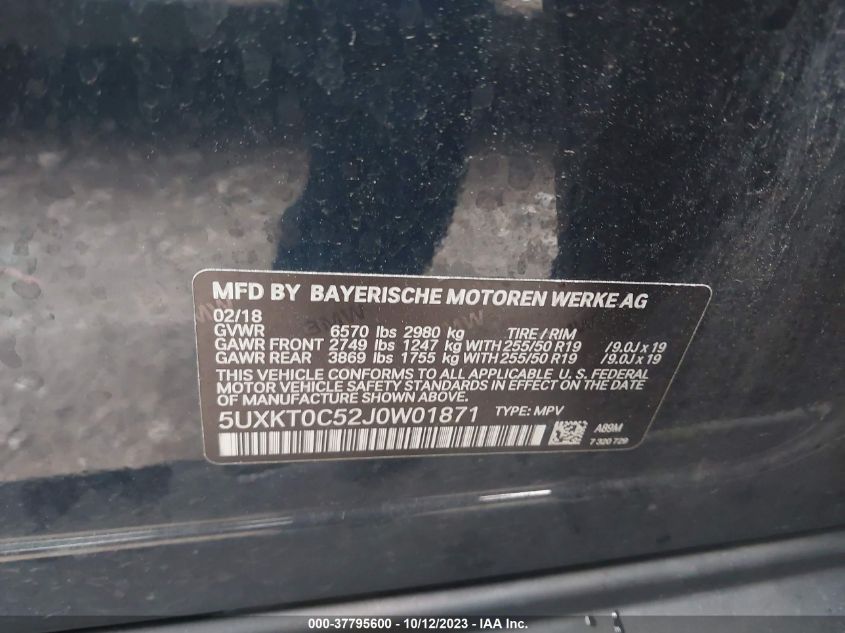 MFD BY BAYERISCHE MOTOREN WERKE AG
02/18
GVWR 6570 lbs 2980 kg TIRE / RIM
GAWR FRONT 2749 lbs 1247 kg WITH 255/50 R19 /9.0J x 19
GAWR REAR 3869 lbs 1755 kg WITH 255/50 R19 /9.0J x 19
THIS VEHICLE CONFORMS TO ALL APPLICABLE U. S. FEDERAL
MOTOR VEHICLE SAFETY STANDARDS IN EFFECT ON THE DATE
OF MANUFACTURE SHOWN ABOVE.
5UXKT0C52J0W01871 TYPE: MPV
A89M
7 320 729
000-37795600 - 10/12/2023 - IAA Inc.